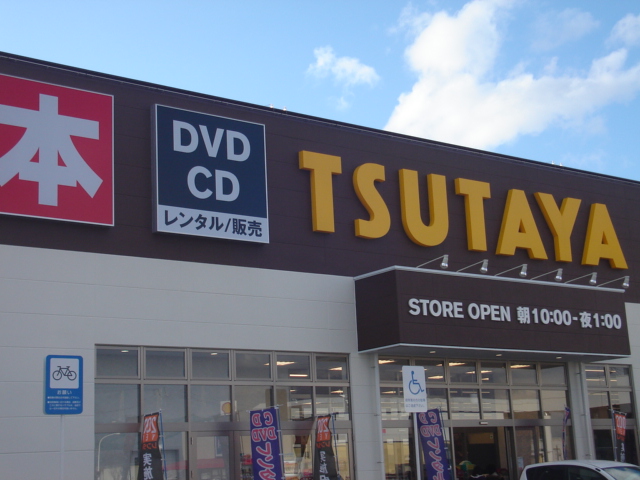 本
DVD
CD
レンタル/販売
TSUTAYA
STORE OPEN 朝10:00-夜1:00